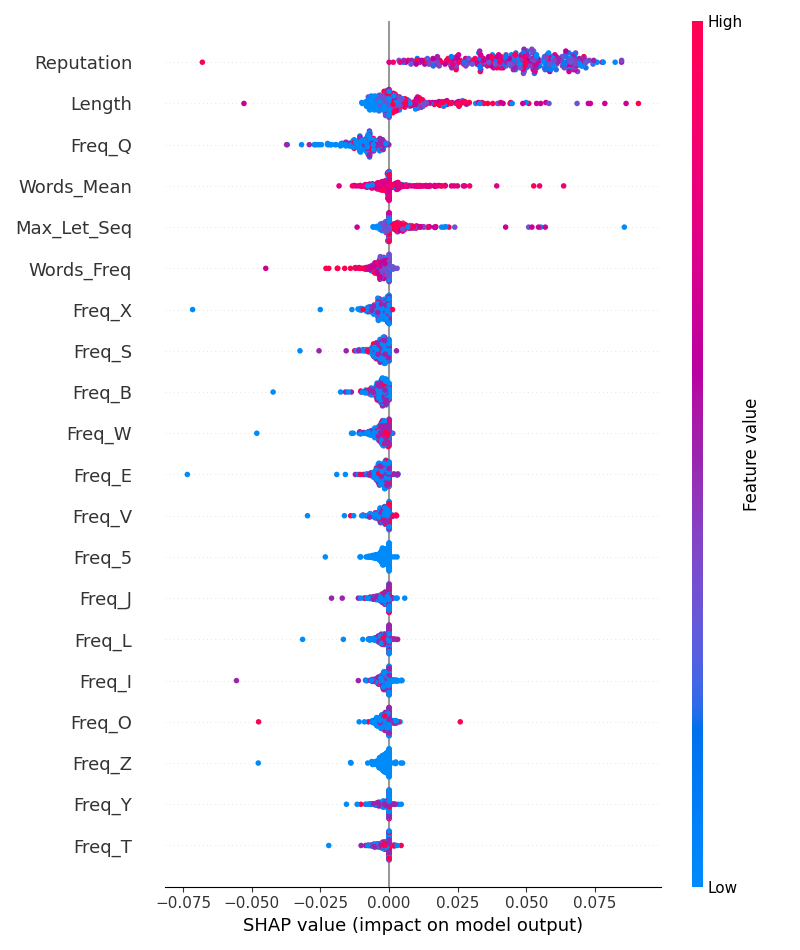 High
Reputation
Length
Freq_Q
Words_Mean
Max_Let_Seq
Words_Freq
Freq_X
Freq_S
Freq_B
Freq_W
Freq_E
Freq_V
Freq_5
Freq_J
Freq_L
Freq_I
Freq_O
Freq_Z
Freq_Y
Freq_T
Feature value
Low
−0.075 −0.050 −0.025 0.000 0.025 0.050 0.075
SHAP value (impact on model output)